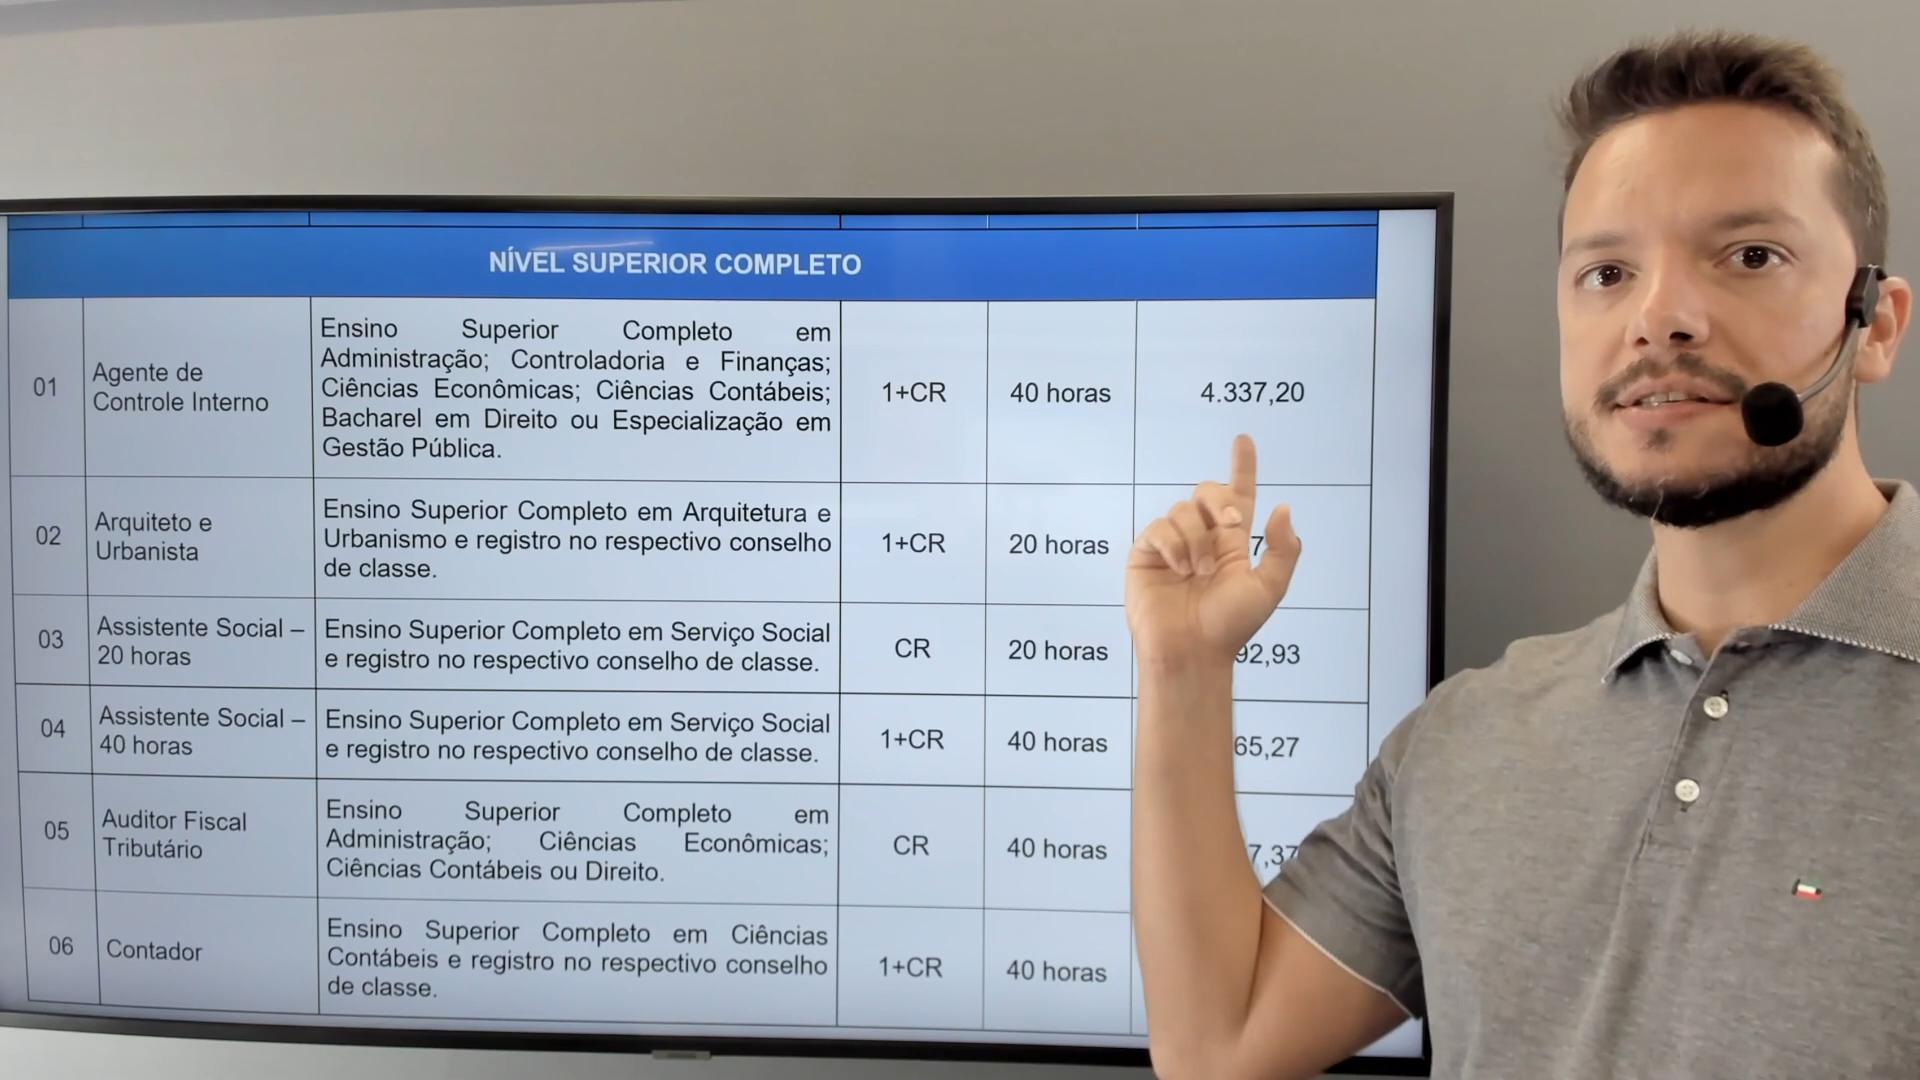 NÍVEL SUPERIOR COMPLETO
01
Agente de
Controle Interno
Ensino Superior Completo em
Administração; Controladoria e Finanças;
Ciências Econômicas; Ciências Contábeis;
Bacharel em Direito ou Especialização em
Gestão Pública.
1+CR
40 horas
4.337,20
02
Arquiteto e
Urbanista
Ensino Superior Completo em Arquitetura e
Urbanismo e registro no respectivo conselho
de classe.
1+CR
20 horas
03
Assistente Social –
20 horas
Ensino Superior Completo em Serviço Social
e registro no respectivo conselho de classe.
CR
20 horas
92,93
04
Assistente Social –
40 horas
Ensino Superior Completo em Serviço Social
e registro no respectivo conselho de classe.
1+CR
40 horas
65,27
05
Auditor Fiscal
Tributário
Ensino Superior Completo em
Administração; Ciências Econômicas;
Ciências Contábeis ou Direito.
CR
40 horas
7,37
06
Contador
Ensino Superior Completo em Ciências
Contábeis e registro no respectivo conselho
de classe.
1+CR
40 horas